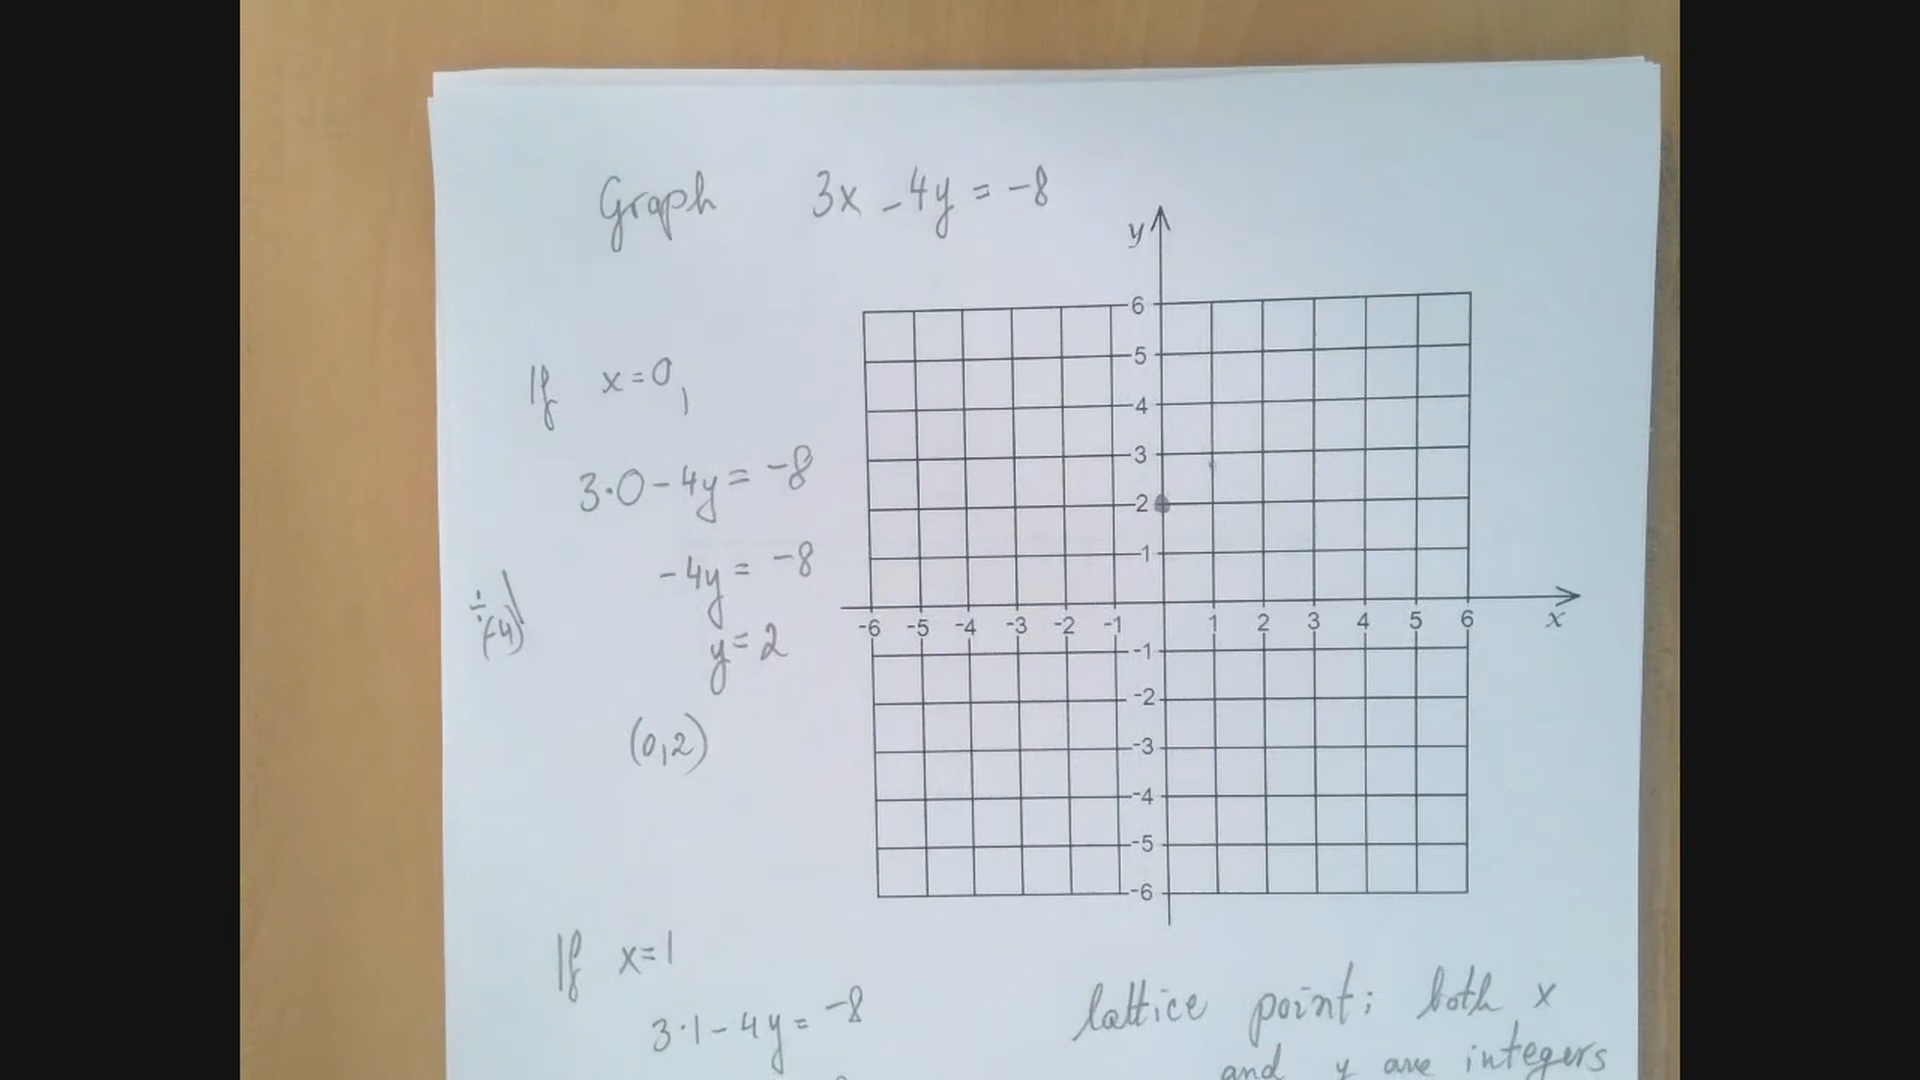 Graph 3x - 4y = -8
If x = 0,
3·0 - 4y = -8
-4y = -8
÷(-4)
y = 2
(0,2)
y
6
5
4
3
2
1
-6 -5 -4 -3 -2 -1 1 2 3 4 5 6 x
-1
-2
-3
-4
-5
-6
If x = 1
3·1 - 4y = -8
lattice point: both x
and y are integers